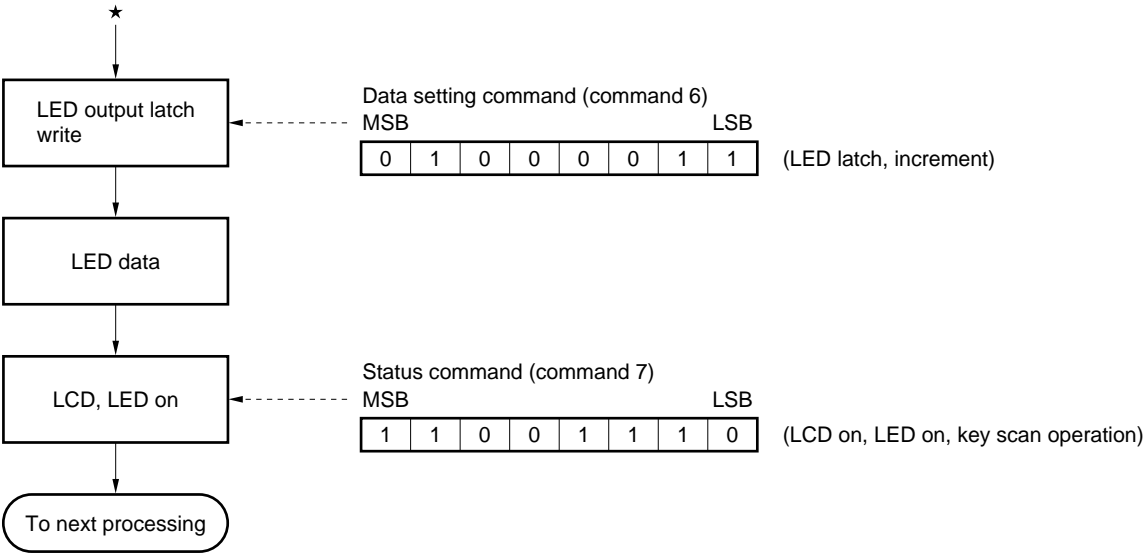 ★
LED output latch
write
Data setting command (command 6)
MSB LSB
0 1 0 0 0 0 1 1 (LED latch, increment)
LED data
LCD, LED on
Status command (command 7)
MSB LSB
1 1 0 0 1 1 1 0 (LCD on, LED on, key scan operation)
To next processing